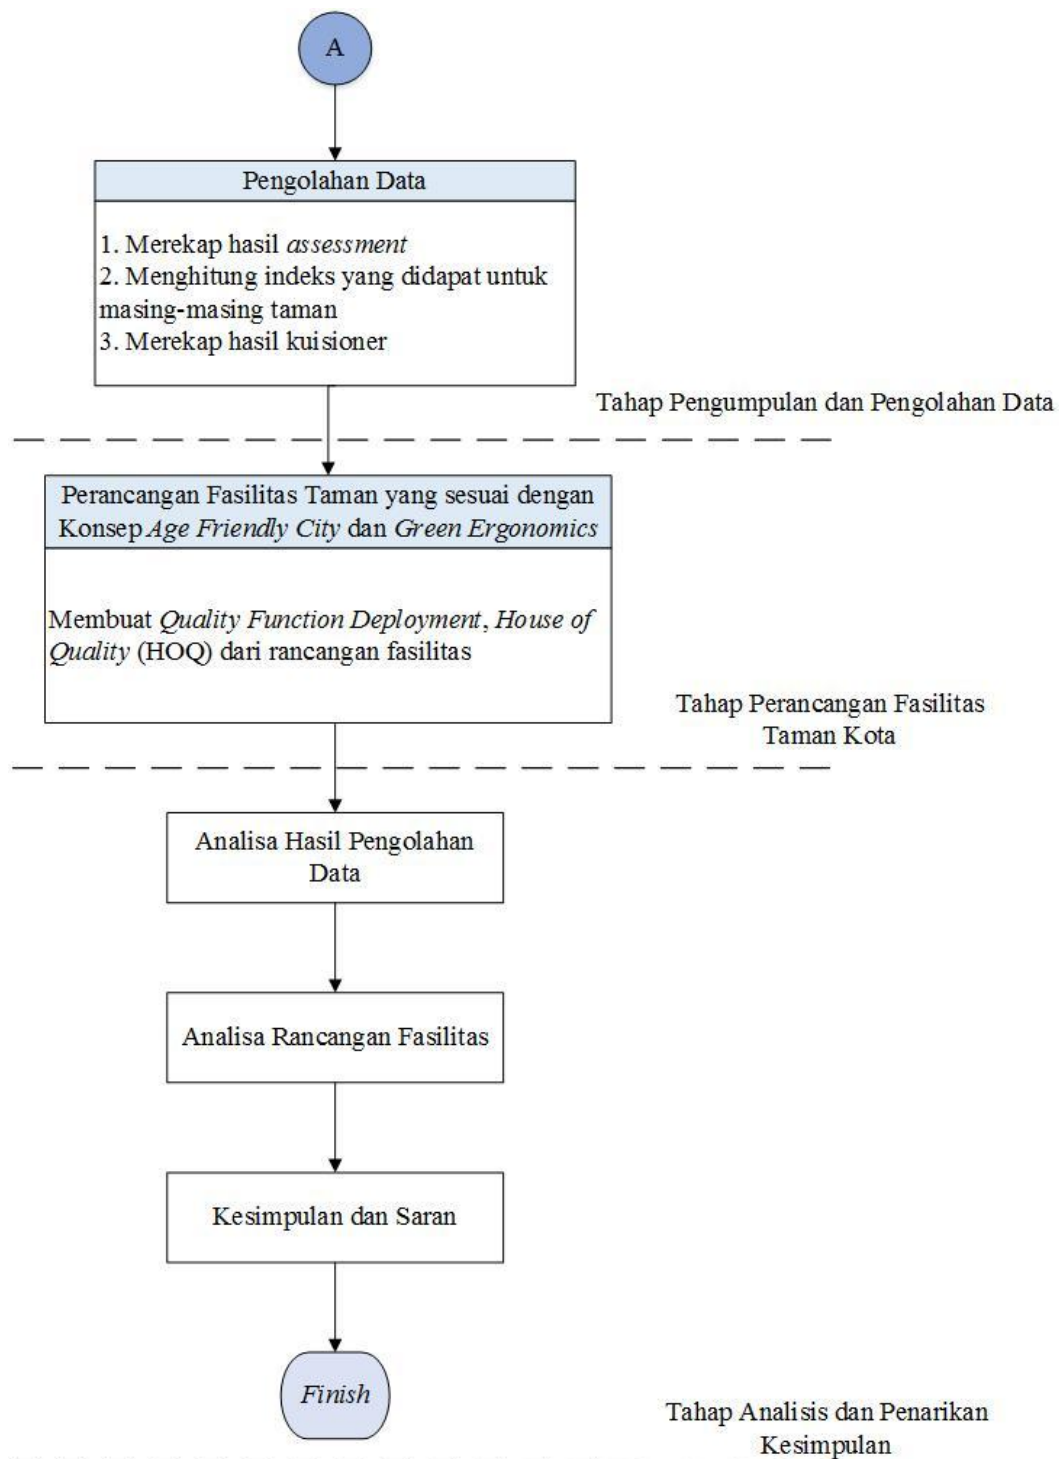 A
Pengolahan Data
1. Merekap hasil assessment
2. Menghitung indeks yang didapat untuk
masing-masing taman
3. Merekap hasil kuisioner
Tahap Pengumpulan dan Pengolahan Data
Perancangan Fasilitas Taman yang sesuai dengan
Konsep Age Friendly City dan Green Ergonomics
Membuat Quality Function Deployment, House of
Quality (HOQ) dari rancangan fasilitas
Tahap Perancangan Fasilitas
Taman Kota
Analisa Hasil Pengolahan
Data
Analisa Rancangan Fasilitas
Kesimpulan dan Saran
Finish
Tahap Analisis dan Penarikan
Kesimpulan